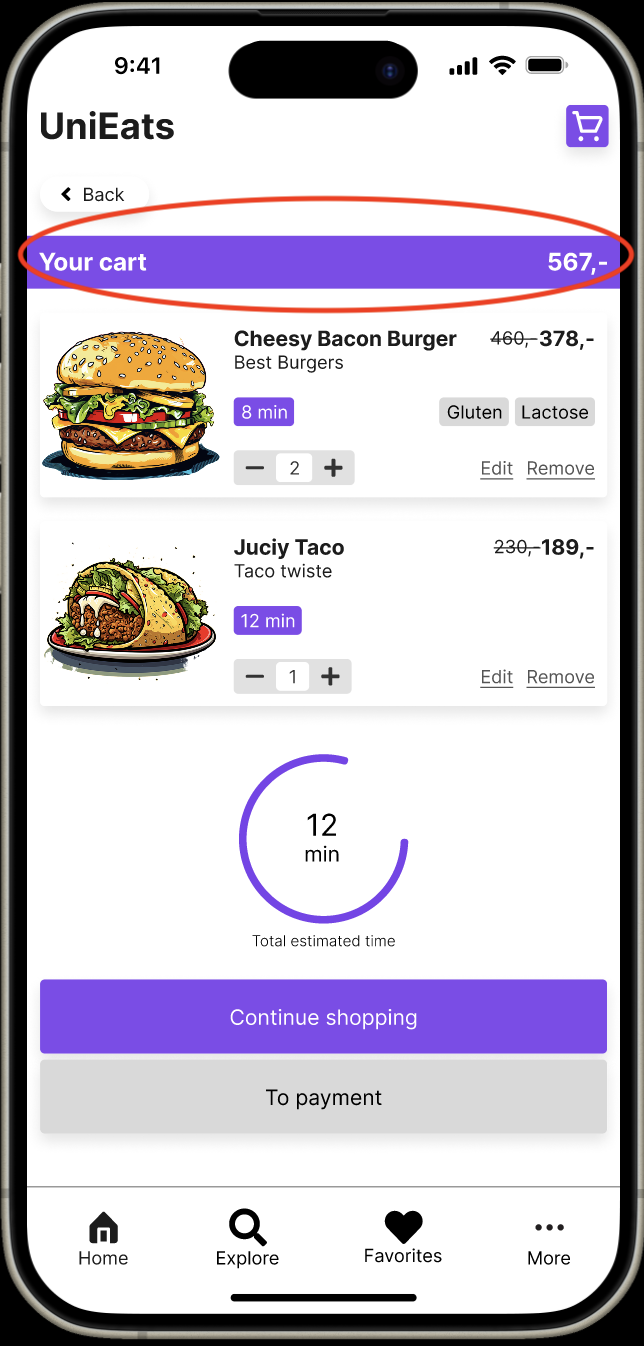 9:41
UniEats
Back
Your cart 567,-
Cheesy Bacon Burger 460,- 378,-
Best Burgers
8 min Gluten Lactose
2 Edit Remove
Juciy Taco 230,- 189,-
Taco twiste
12 min
1 Edit Remove
12
min
Total estimated time
Continue shopping
To payment
Home Explore Favorites More